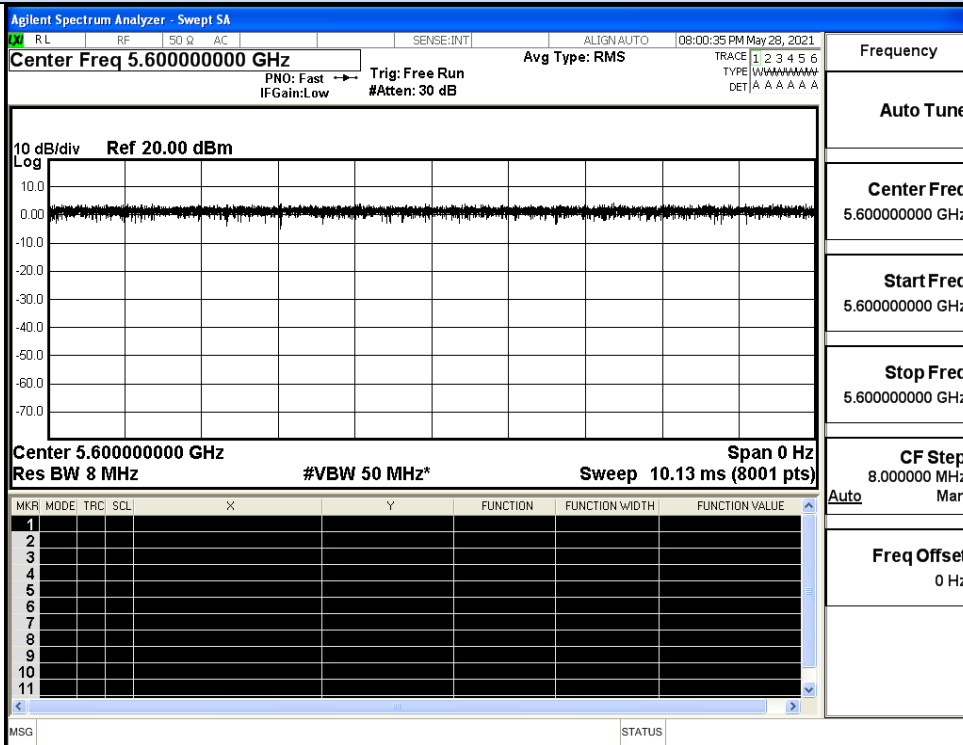 Agilent Spectrum Analyzer - Swept SA
LXI RL RF 50 Ω AC SENSE:INT ALIGNAUTO 08:00:35 PM May 28, 2021
Center Freq 5.600000000 GHz Avg Type: RMS TRACE 1 2 3 4 5 6
PNO: Fast Trig: Free Run TYPE WWWWWW
IFGain:Low #Atten: 30 dB DET A A A A A A
10 dB/div Ref 20.00 dBm
Log
10.0
0.00
-10.0
-20.0
-30.0
-40.0
-50.0
-60.0
-70.0
Center 5.600000000 GHz Span 0 Hz
Res BW 8 MHz #VBW 50 MHz* Sweep 10.13 ms (8001 pts)
MKR MODE TRC SCL X Y FUNCTION FUNCTION WIDTH FUNCTION VALUE
1
2
3
4
5
6
7
8
9
10
11
MSG STATUS
Frequency
Auto Tune
Center Freq
5.600000000 GHz
Start Freq
5.600000000 GHz
Stop Freq
5.600000000 GHz
CF Step
8.000000 MHz
Auto Man
Freq Offset
0 Hz